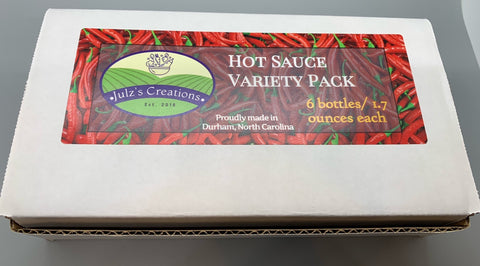 Julz's Creations
Est. 2018
HOT SAUCE
VARIETY PACK
6 bottles/ 1.7
ounces each
Proudly made in
Durham, North Carolina